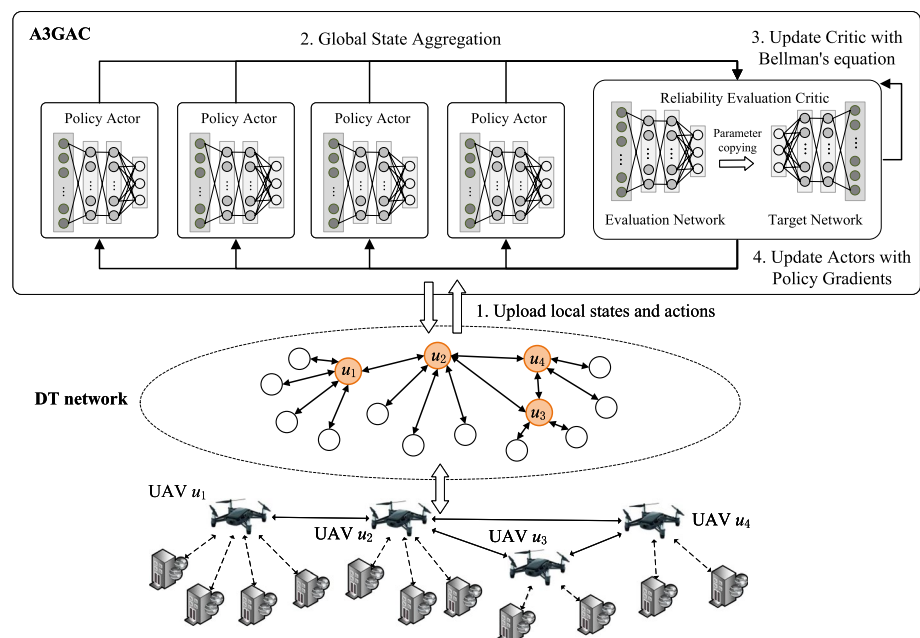 A3GAC
2. Global State Aggregation
3. Update Critic with
Bellman's equation
Policy Actor
Policy Actor
Policy Actor
Policy Actor
Reliability Evaluation Critic
Parameter
copying
Evaluation Network
Target Network
4. Update Actors with
Policy Gradients
1. Upload local states and actions
DT network
u1
u2
u4
u3
UAV u1
UAV u2
UAV u3
UAV u4